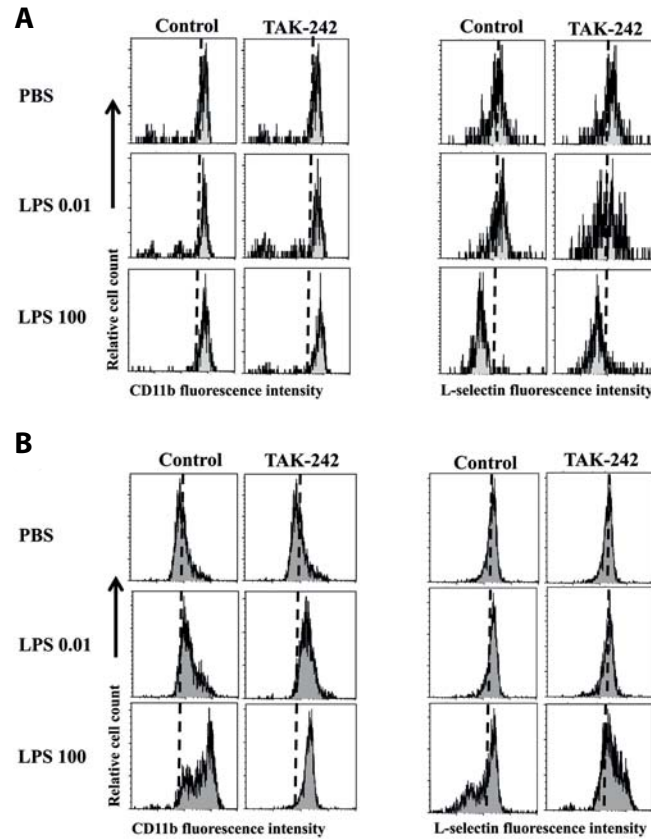 A
Control TAK-242 Control TAK-242
PBS
LPS 0.01
LPS 100
Relative cell count
CD11b fluorescence intensity L-selectin fluorescence intensity
B
Control TAK-242 Control TAK-242
PBS
LPS 0.01
LPS 100
Relative cell count
CD11b fluorescence intensity L-selectin fluorescence intensity